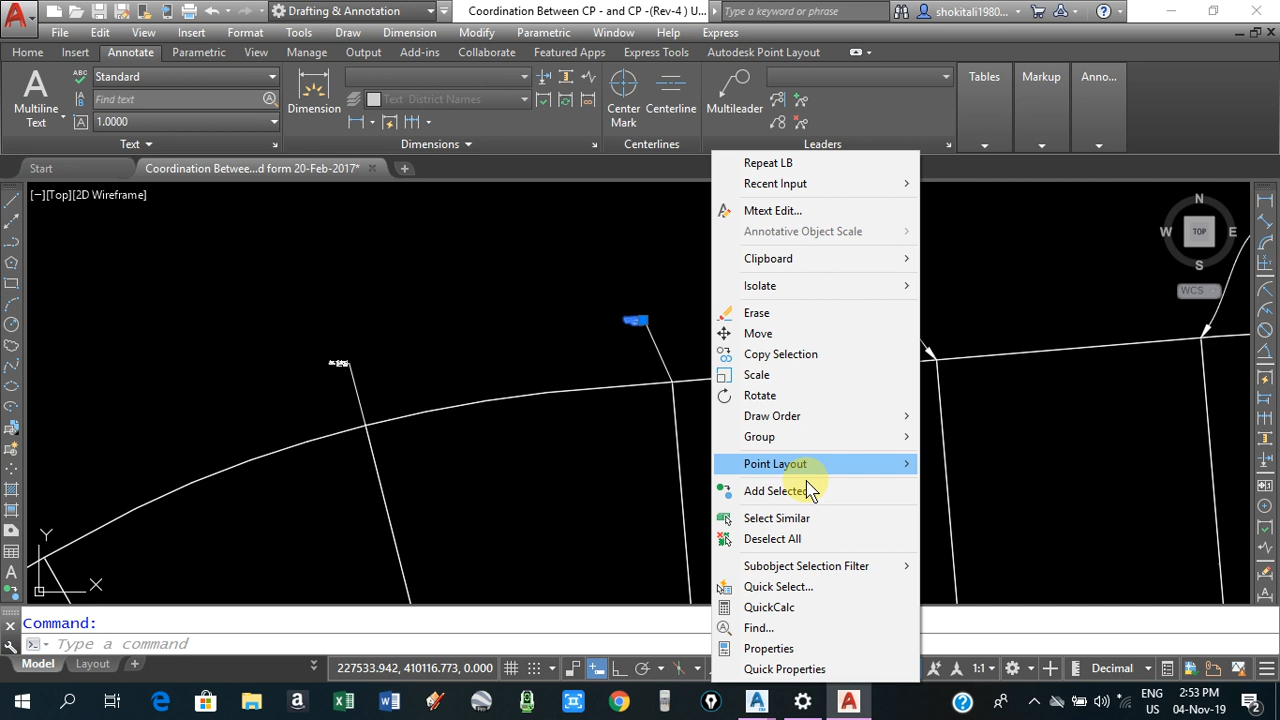 Drafting & Annotation
Coordination Between CP - and CP -(Rev-4 ) U...
Type a keyword or phrase
shokitali1980...
File Edit View Insert Format Tools Draw Dimension Modify Parametric Window Help Express
Home Insert Annotate Parametric View Manage Output Add-ins Collaborate Featured Apps Express Tools Autodesk Point Layout
Multiline Text
ABC
Standard
Find text
1.0000
Dimension
Text District Names
Center Mark
Centerline
Multileader
Tables
Markup
Anno...
Text Dimensions Centerlines Leaders
Start
Coordination Betwee...d form 20-Feb-2017*
[−][Top][2D Wireframe]
N
W TOP E
S
WCS
Repeat LB
Recent Input
Mtext Edit...
Annotative Object Scale
Clipboard
Isolate
Erase
Move
Copy Selection
Scale
Rotate
Draw Order
Group
Point Layout
Add Selected
Select Similar
Deselect All
Subobject Selection Filter
Quick Select...
QuickCalc
Find...
Properties
Quick Properties
Y
X
Command:
Type a command
Model Layout
227533.942, 410116.773, 0.000
1:1
Decimal
ENG
US
2:53 PM
04-Nov-19
2